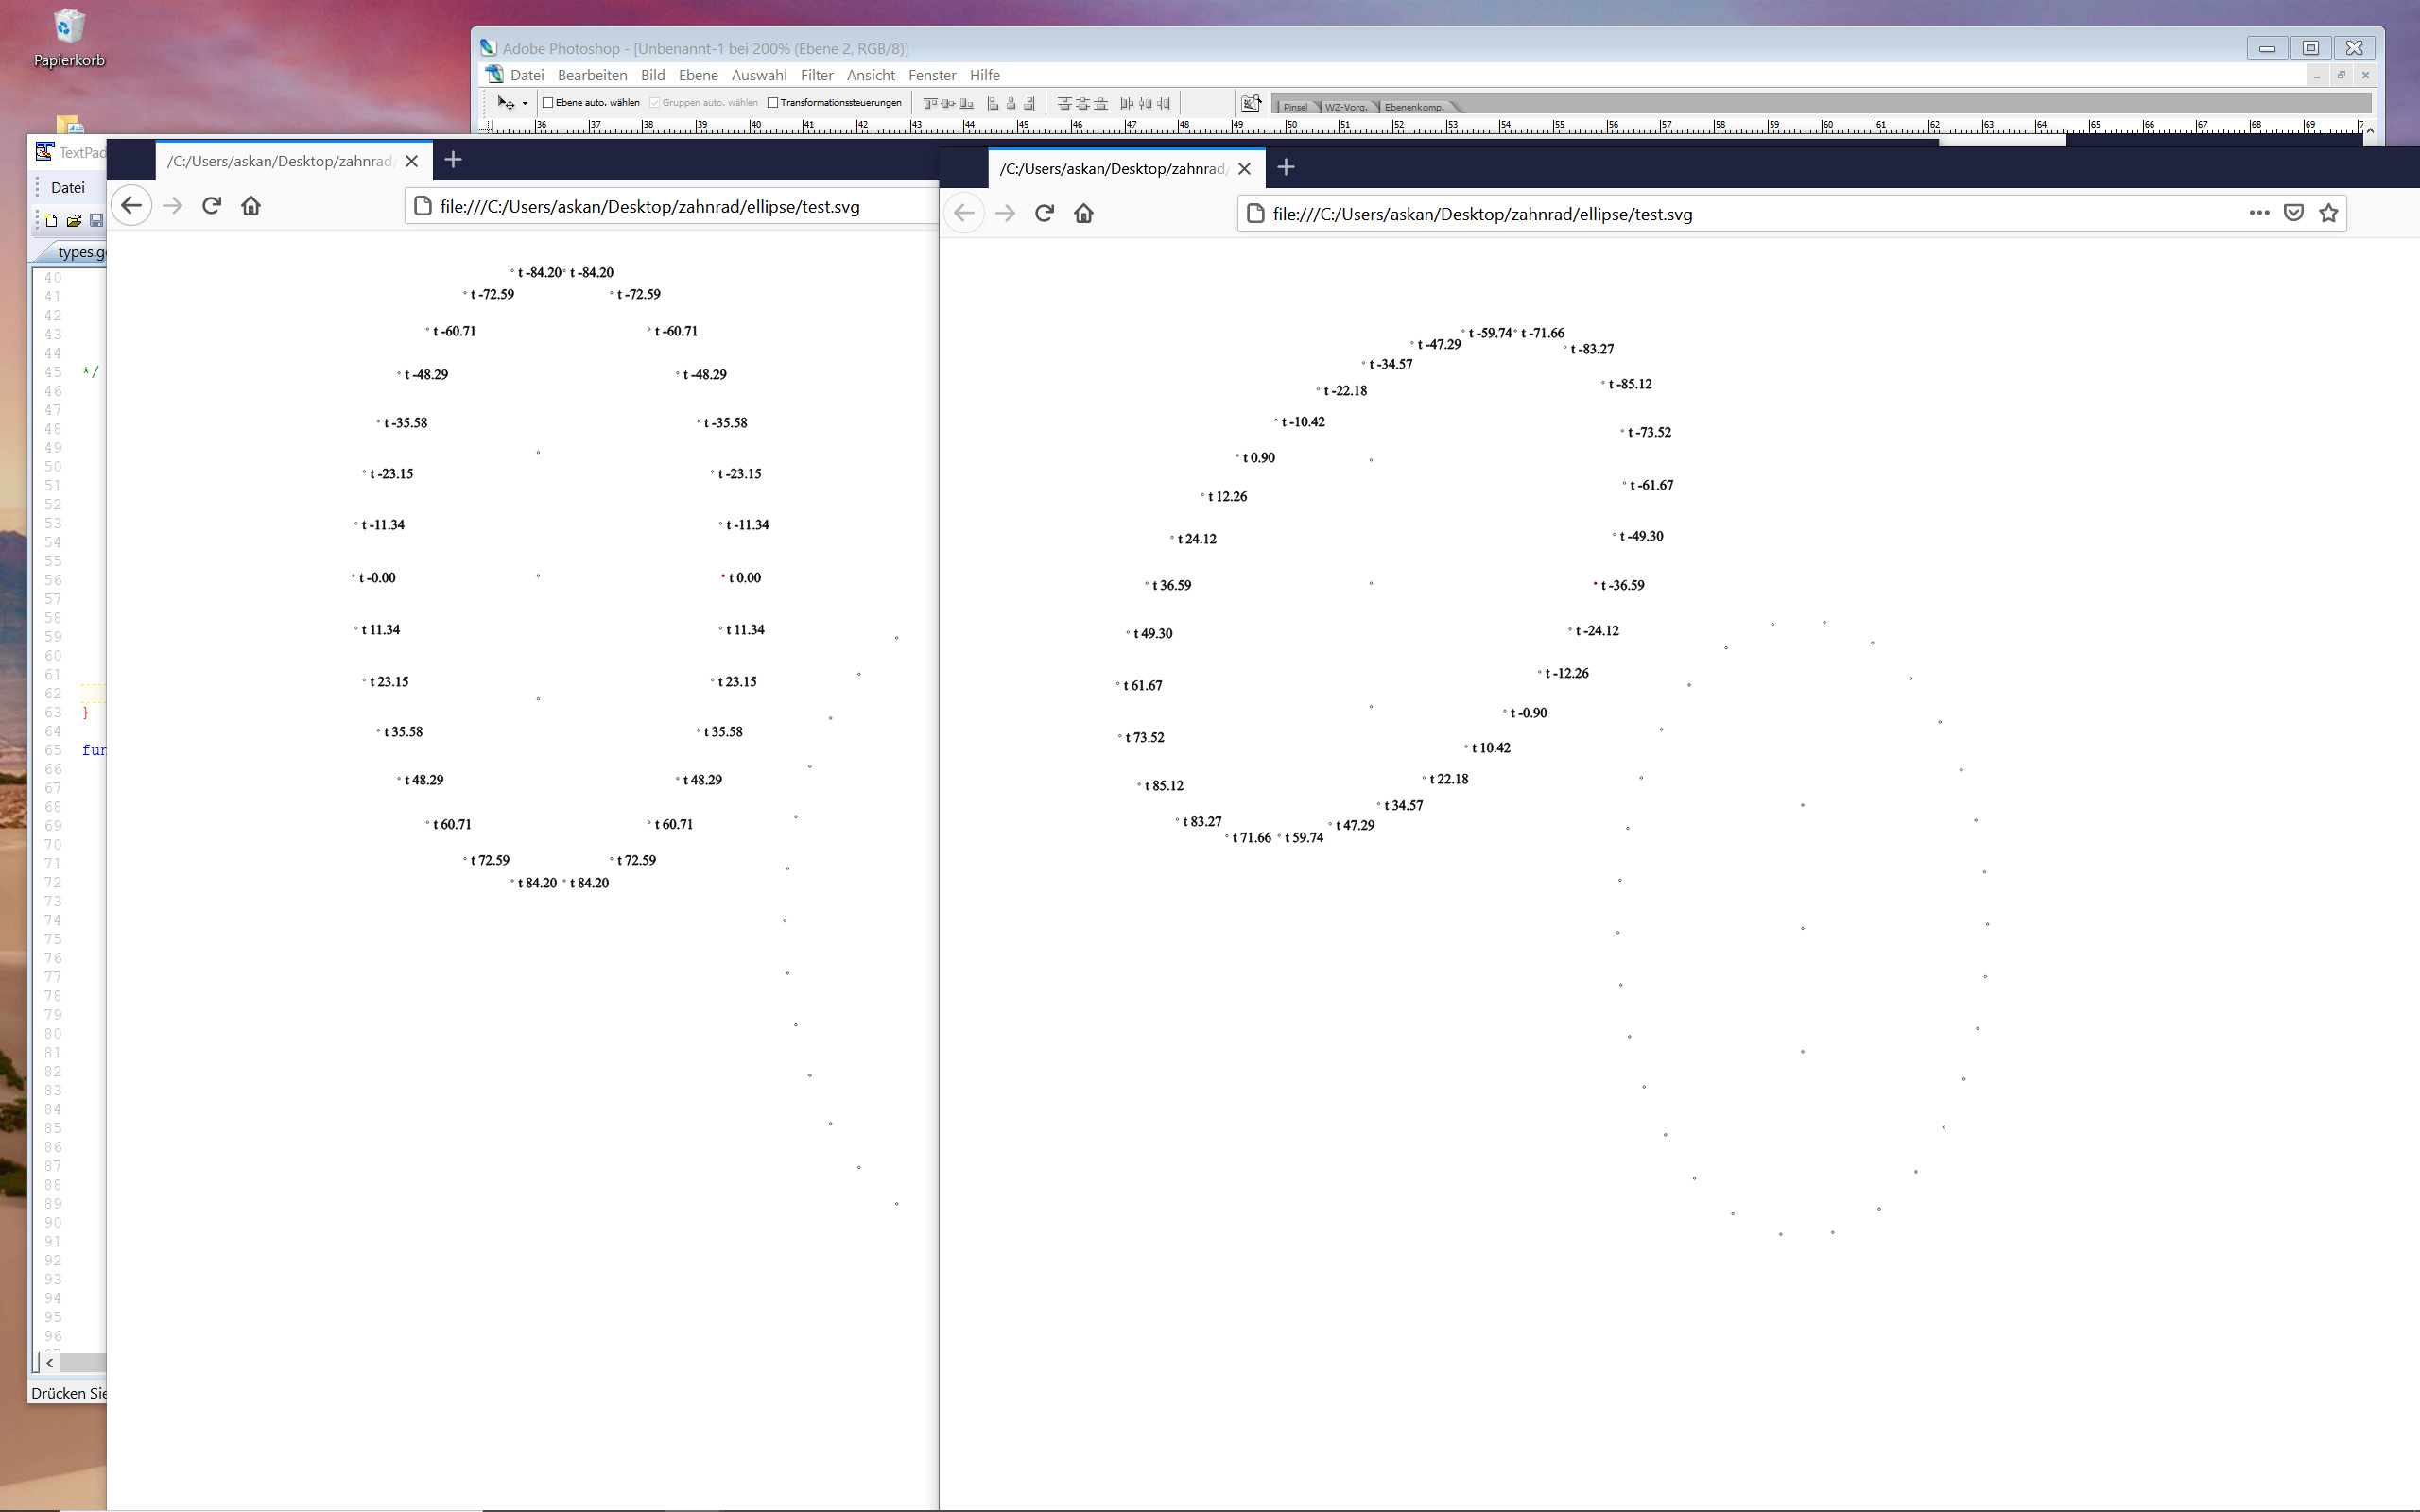 Papierkorb
Adobe Photoshop - [Unbenannt-1 bei 200% (Ebene 2, RGB/8)]
Datei Bearbeiten Bild Ebene Auswahl Filter Ansicht Fenster Hilfe
Ebene auto. wählen Gruppen auto. wählen Transformationssteuerungen Pinsel WZ-Vorg. Ebenenkomp.
36 37 38 39 40 41 42 43 44 45 46 47 48 49 50 51 52 53 54 55 56 57 58 59 60 61 62 63 64 65 66 67 68 69
TextPad
Datei
types.g
40
41
42
43
44
45 */
46
47
48
49
50
51
52
53
54
55
56
57
58
59
60
61
62
63 }
64
65 fun
66
67
68
69
70
71
72
73
74
75
76
77
78
79
80
81
82
83
84
85
86
87
88
89
90
91
92
93
94
95
96
Drücken Sie
/C:/Users/askan/Desktop/zahnrad/
file:///C:/Users/askan/Desktop/zahnrad/ellipse/test.svg
t -84.20 t -84.20
t -72.59 t -72.59
t -60.71 t -60.71
t -48.29 t -48.29
t -35.58 t -35.58
t -23.15 t -23.15
t -11.34 t -11.34
t -0.00 t 0.00
t 11.34 t 11.34
t 23.15 t 23.15
t 35.58 t 35.58
t 48.29 t 48.29
t 60.71 t 60.71
t 72.59 t 72.59
t 84.20 t 84.20
/C:/Users/askan/Desktop/zahnrad/
file:///C:/Users/askan/Desktop/zahnrad/ellipse/test.svg
t -59.74 t -71.66
t -47.29 t -83.27
t -34.57
t -85.12
t -22.18
t -10.42
t -73.52
t 0.90
t -61.67
t 12.26
t -49.30
t 24.12
t 36.59 t -36.59
t 49.30 t -24.12
t -12.26
t 61.67
t -0.90
t 73.52
t 10.42
t 22.18
t 85.12
t 34.57
t 83.27 t 47.29
t 71.66 t 59.74